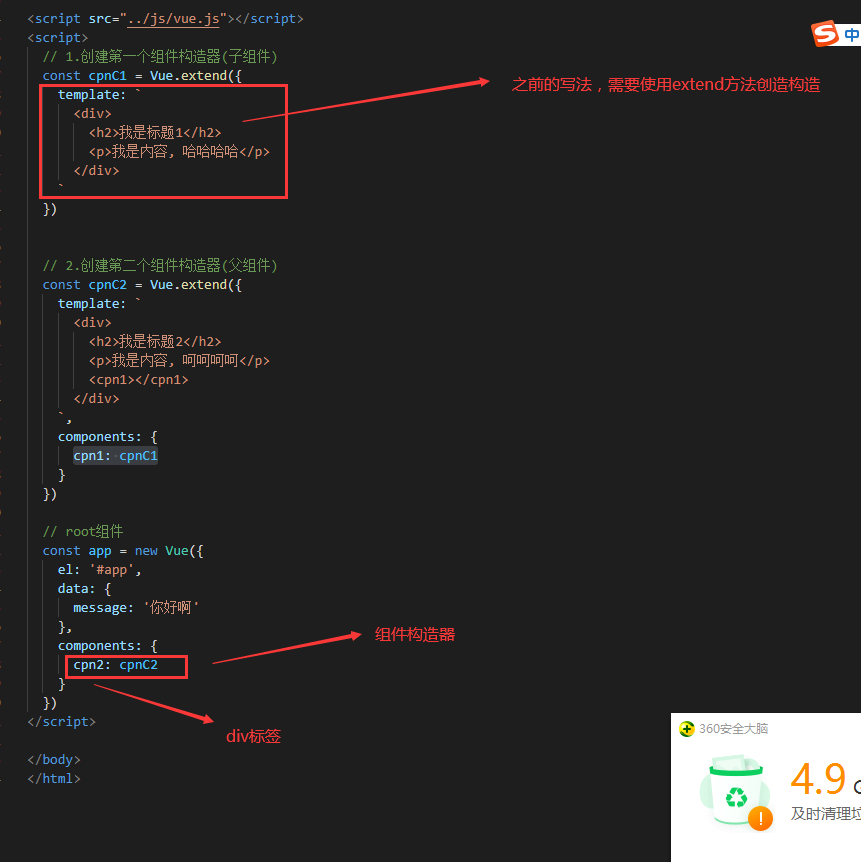 <script src="../js/vue.js"></script>
<script>
// 1.创建第一个组件构造器(子组件)
const cpnC1 = Vue.extend({
template: `
<div>
<h2>我是标题1</h2>
<p>我是内容, 哈哈哈哈</p>
</div>
`
})
之前的写法，需要使用extend方法创造构造
// 2.创建第二个组件构造器(父组件)
const cpnC2 = Vue.extend({
template: `
<div>
<h2>我是标题2</h2>
<p>我是内容, 呵呵呵呵</p>
<cpn1></cpn1>
</div>
`,
components: {
cpn1: cpnC1
}
})
// root组件
const app = new Vue({
el: '#app',
data: {
message: '你好啊'
},
components: {
cpn2: cpnC2
}
})
</script>
组件构造器
div标签
</body>
</html>
S 中
360安全大脑
4.9
及时清理垃